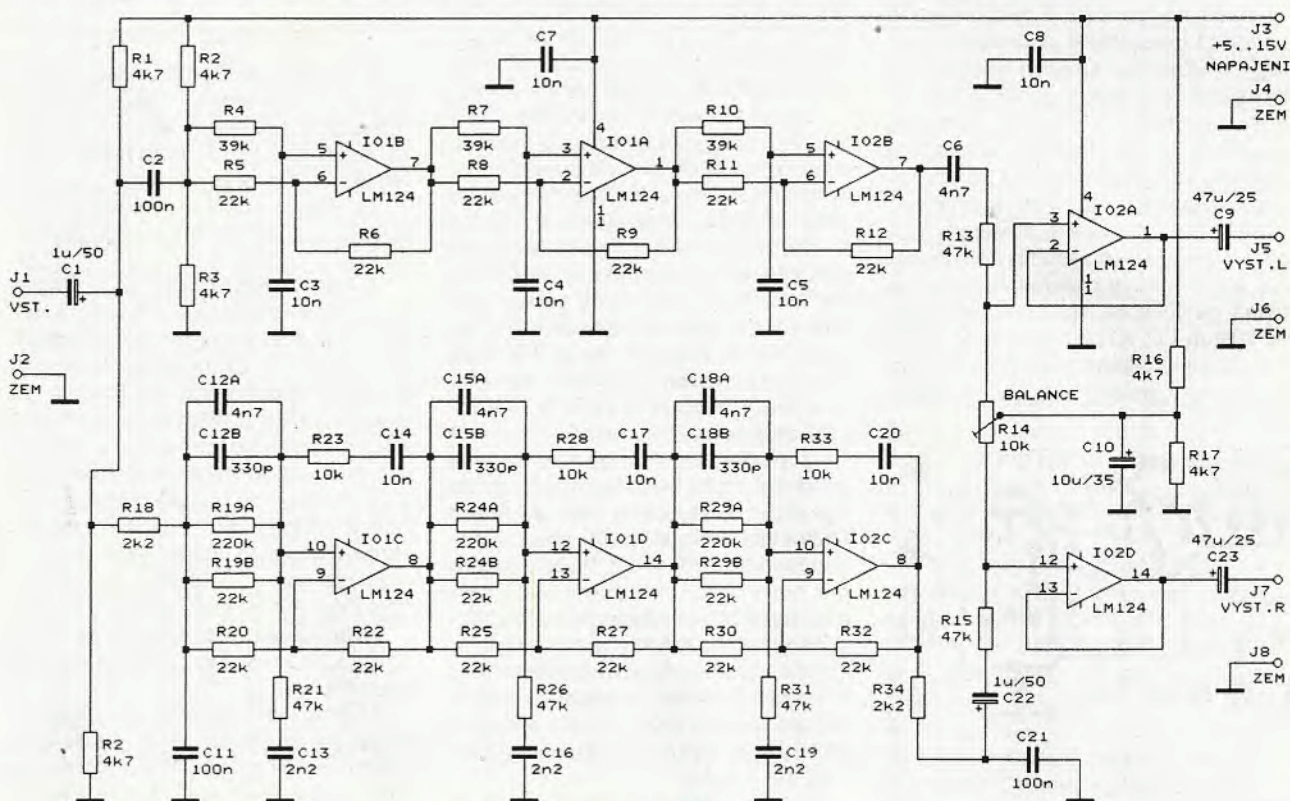 R1
4k7
R2
4k7
C7
10n
C8
10n
J3
+5..15V
NAPAJENI
J4
ZEM
R4
39k
R5
22k
5
6
+
-
IO1B
7
LM124
R7
39k
R8
22k
3
2
+
-
4
IO1A
1
LM124
11
R10
39k
R11
22k
5
6
+
-
IO2B
7
LM124
C6
4n7
C2
100n
R6
22k
R9
22k
R12
22k
R13
47k
3
2
+
-
4
IO2A
1
LM124
11
47u/25
C9
+
J5
VYST.L
1u/50
C1
+
J1
VST.
R3
4k7
C3
10n
C4
10n
C5
10n
J6
ZEM
J2
ZEM
R16
4k7
C12A
4n7
C15A
4n7
C18A
4n7
BALANCE
R14
10k
C12B
330p
R23
10k
C14
10n
C15B
330p
R28
10k
C17
10n
C18B
330p
R33
10k
C20
10n
C10
10u/35
+
R17
4k7
R18
2k2
R19A
220k
R19B
22k
10
9
+
-
IO1C
8
LM124
R24A
220k
R24B
22k
12
13
+
-
IO1D
14
LM124
R29A
220k
R29B
22k
10
9
+
-
IO2C
8
LM124
12
13
+
-
IO2D
14
LM124
47u/25
C23
+
J7
VYST.R
R20
22k
R22
22k
R25
22k
R27
22k
R30
22k
R32
22k
R15
47k
J8
ZEM
R21
47k
R26
47k
R31
47k
R34
2k2
1u/50
C22
+
R2
4k7
C11
100n
C13
2n2
C16
2n2
C19
2n2
C21
100n